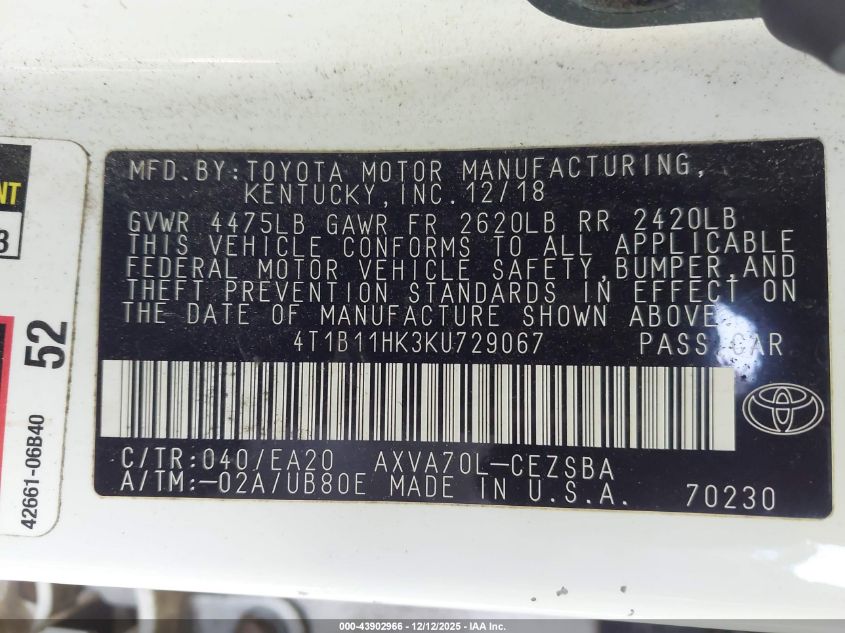 MFD.BY:TOYOTA MOTOR MANUFACTURING,
KENTUCKY,INC.12/18
GVWR 4475LB GAWR FR 2620LB RR 2420LB
THIS VEHICLE CONFORMS TO ALL APPLICABLE
FEDERAL MOTOR VEHICLE SAFETY,BUMPER,AND
THEFT PREVENTION STANDARDS IN EFFECT ON
THE DATE OF MANUFACTURE SHOWN ABOVE.
4T1B11HK3KU729067 PASS.CAR
C/TR:040/EA20 AXVA70L-CEZSBA
A/TM:-02A/UB80E MADE IN U.S.A. 70230
NT
3
52
42661-06B40
000-43902966 - 12/12/2025 - IAA Inc.